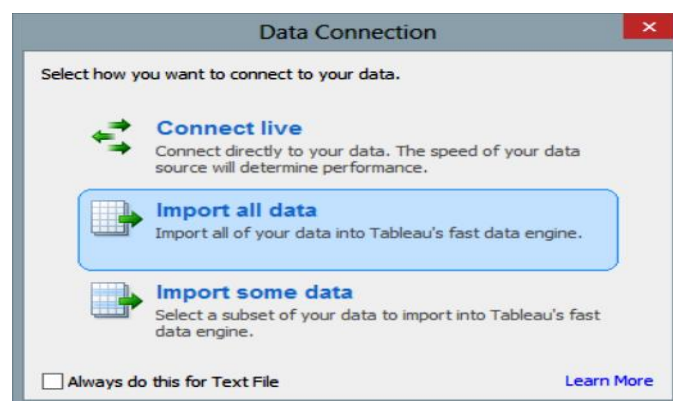 Data Connection
Select how you want to connect to your data.
Connect live
Connect directly to your data. The speed of your data
source will determine performance.
Import all data
Import all of your data into Tableau's fast data engine.
Import some data
Select a subset of your data to import into Tableau's fast
data engine.
Always do this for Text File
Learn More